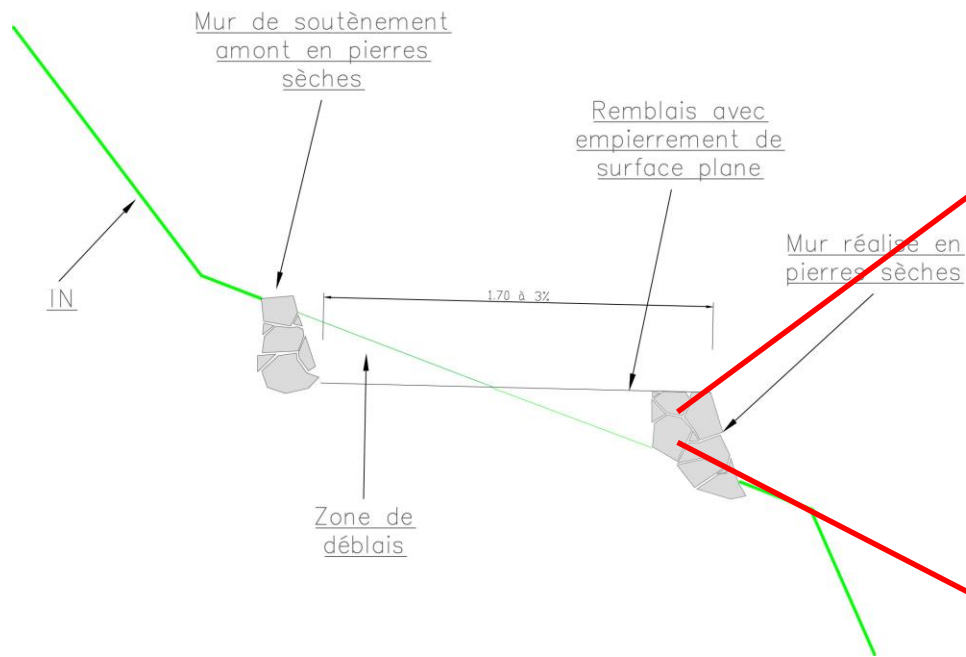 Mur de soutènement
amont en pierres
sèches
Remblais avec
empierrement de
surface plane
Mur réalisé en
pierres sèches
IN
1.70 à 3%
Zone de
déblais